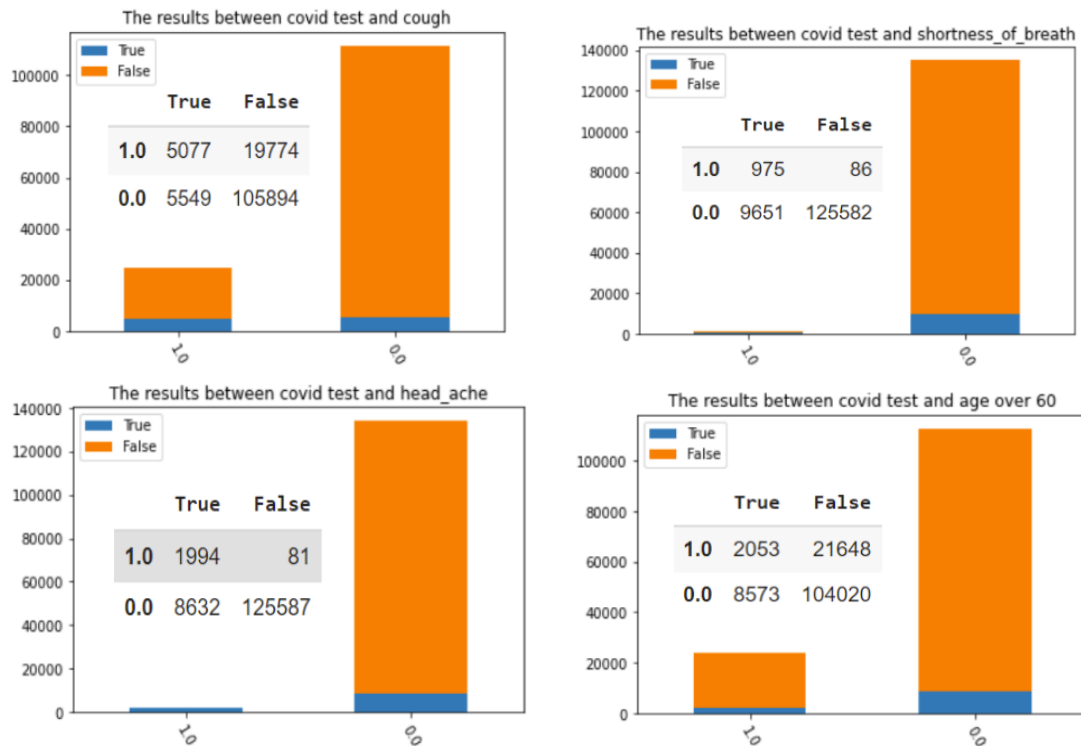 The results between covid test and cough
True
False
100000
80000
60000
40000
20000
0
True False
1.0 5077 19774
0.0 5549 105894
1.0
0.0
The results between covid test and shortness_of_breath
True
False
140000
120000
100000
80000
60000
40000
20000
0
True False
1.0 975 86
0.0 9651 125582
1.0
0.0
The results between covid test and head_ache
True
False
140000
120000
100000
80000
60000
40000
20000
0
True False
1.0 1994 81
0.0 8632 125587
1.0
0.0
The results between covid test and age over 60
True
False
100000
80000
60000
40000
20000
0
True False
1.0 2053 21648
0.0 8573 104020
1.0
0.0